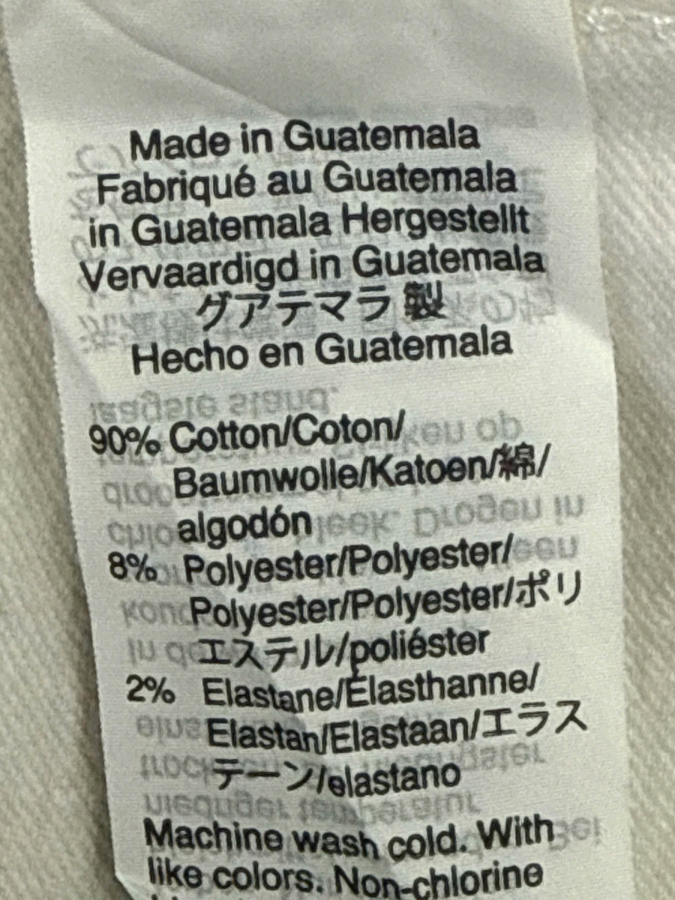 Made in Guatemala
Fabriqué au Guatemala
in Guatemala Hergestellt
Vervaardigd in Guatemala
グアテマラ 製
Hecho en Guatemala
90% Cotton/Coton/
Baumwolle/Katoen/綿/
algodón
8% Polyester/Polyester/
Polyester/Polyester/ポリ
エステル/poliéster
2% Elastane/Élasthanne/
Elastan/Elastaan/エラス
テーン/elastano
Machine wash cold. With
like colors. Non-chlorine